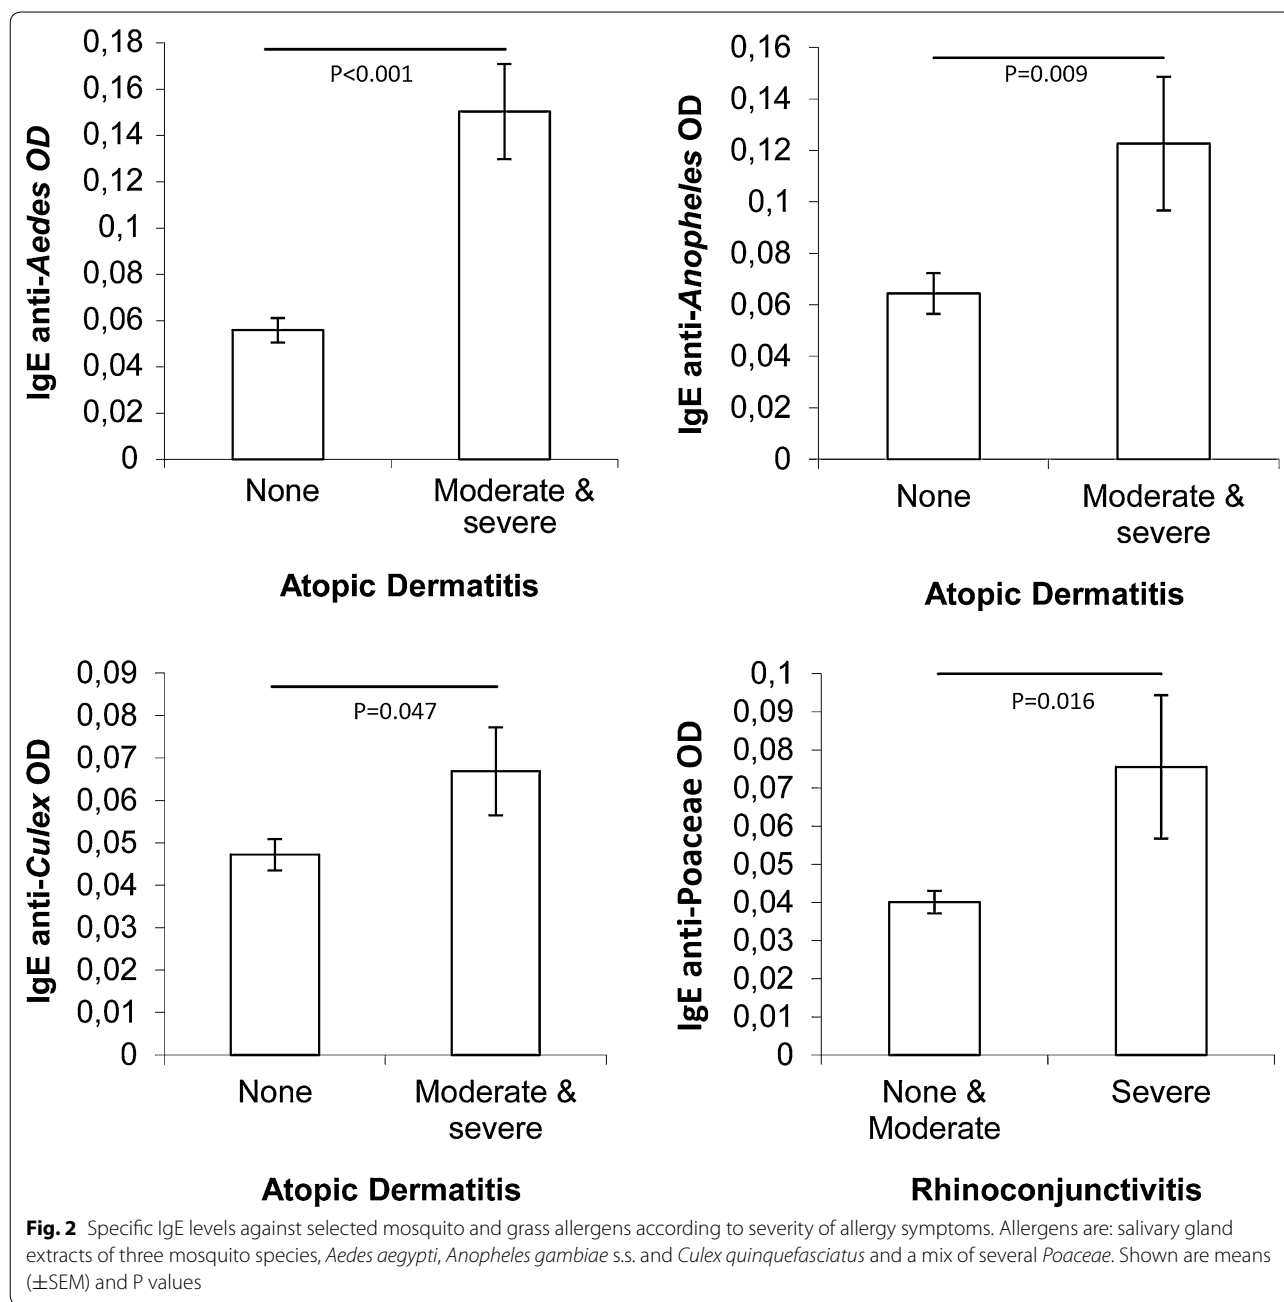 0,18
0,16
0,14
0,12
0,1
0,08
0,06
0,04
0,02
0
IgE anti-Aedes OD
P<0.001
None
Moderate &
severe
Atopic Dermatitis
0,16
0,14
0,12
0,1
0,08
0,06
0,04
0,02
0
IgE anti-Anopheles OD
P=0.009
None
Moderate &
severe
Atopic Dermatitis
0,09
0,08
0,07
0,06
0,05
0,04
0,03
0,02
0,01
0
IgE anti-Culex OD
P=0.047
None
Moderate &
severe
Atopic Dermatitis
0,1
0,09
0,08
0,07
0,06
0,05
0,04
0,03
0,02
0,01
0
IgE anti-Poaceae OD
P=0.016
None &
Moderate
Severe
Rhinoconjunctivitis
Fig. 2 Specific IgE levels against selected mosquito and grass allergens according to severity of allergy symptoms. Allergens are: salivary gland
extracts of three mosquito species, Aedes aegypti, Anopheles gambiae s.s. and Culex quinquefasciatus and a mix of several Poaceae. Shown are means
(±SEM) and P values